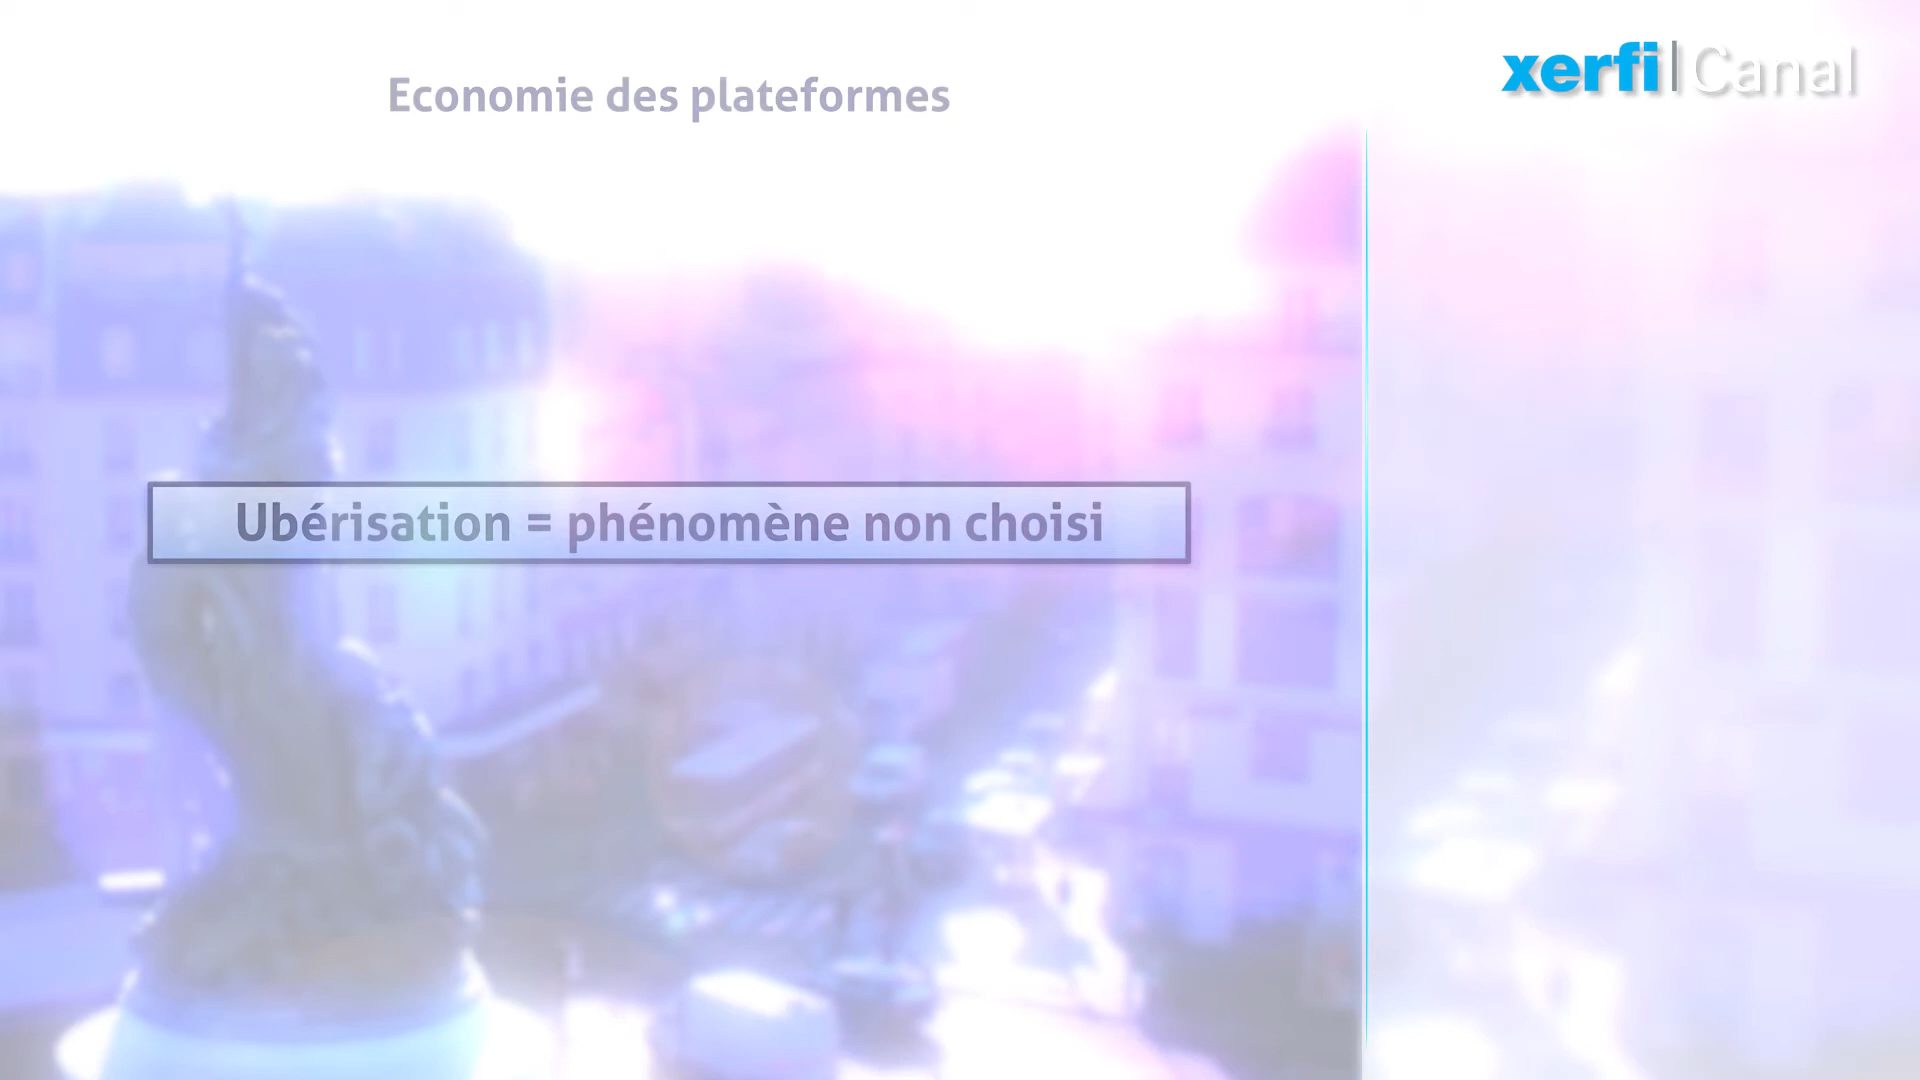 Economie des plateformes
xerfi|Canal
Ubérisation = phénomène non choisi